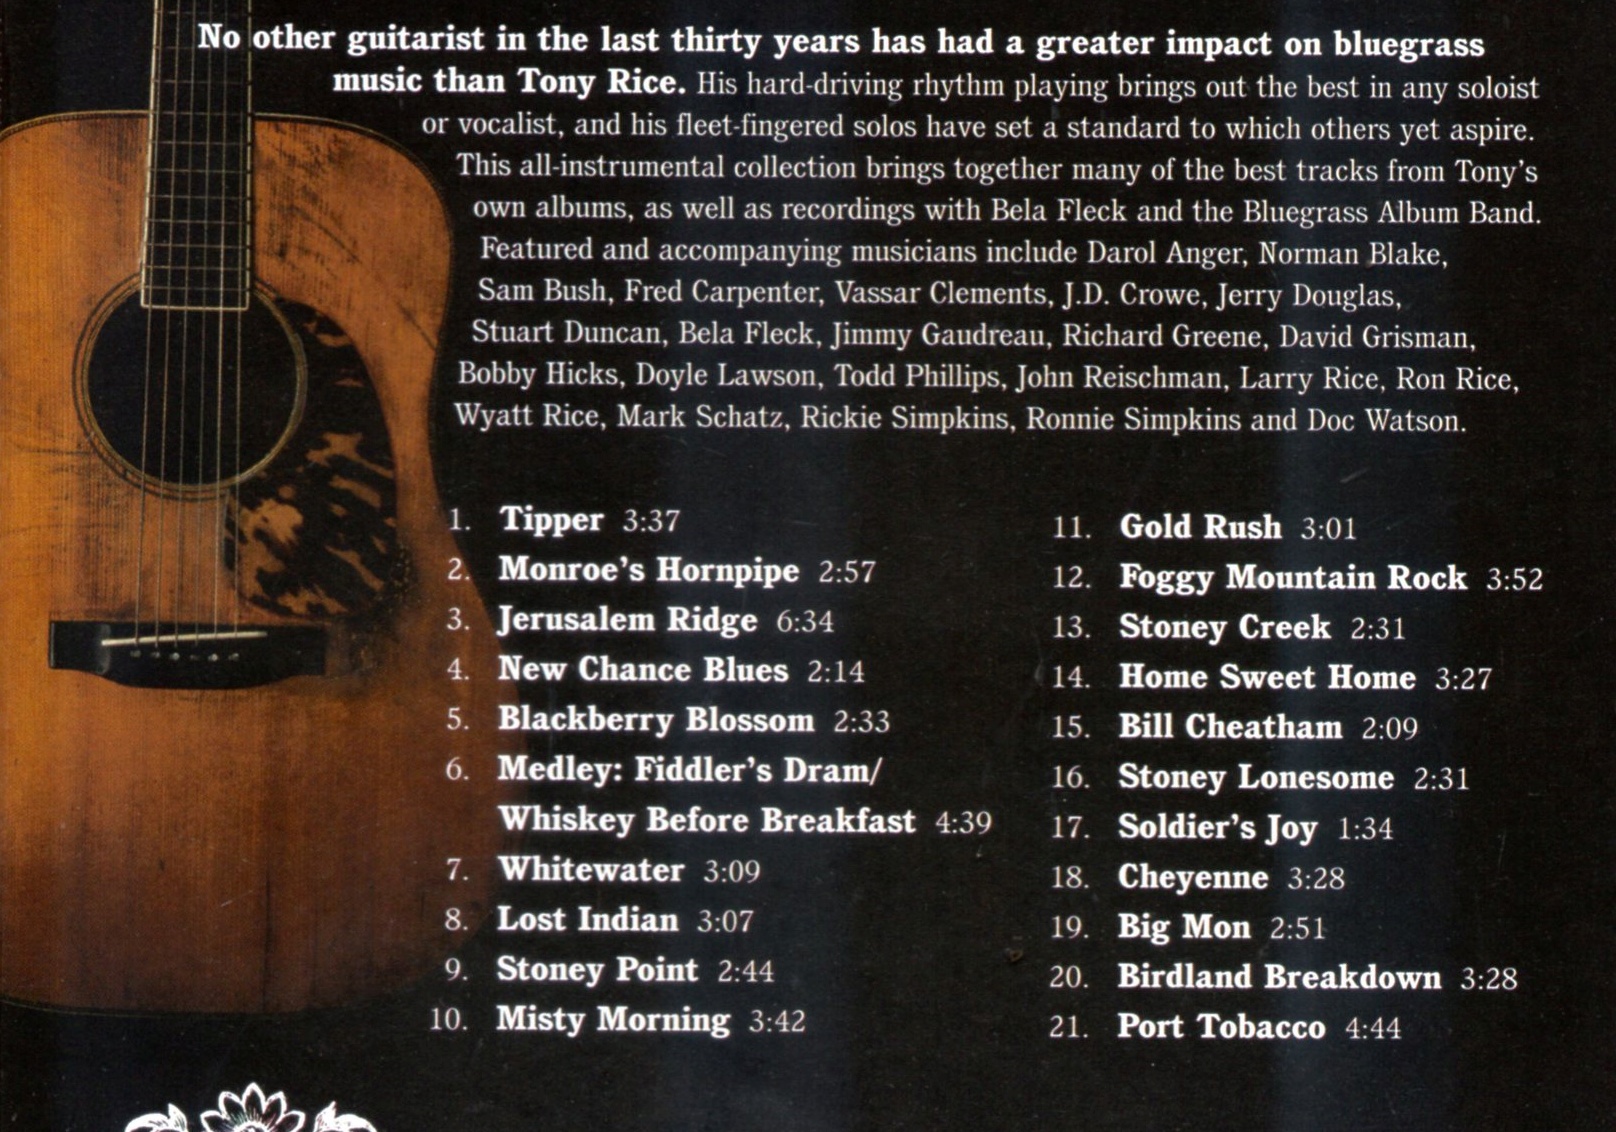 No other guitarist in the last thirty years has had a greater impact on bluegrass
music than Tony Rice. His hard-driving rhythm playing brings out the best in any soloist
or vocalist, and his fleet-fingered solos have set a standard to which others yet aspire.
This all-instrumental collection brings together many of the best tracks from Tony's
own albums, as well as recordings with Bela Fleck and the Bluegrass Album Band.
Featured and accompanying musicians include Darol Anger, Norman Blake,
Sam Bush, Fred Carpenter, Vassar Clements, J.D. Crowe, Jerry Douglas,
Stuart Duncan, Bela Fleck, Jimmy Gaudreau, Richard Greene, David Grisman,
Bobby Hicks, Doyle Lawson, Todd Phillips, John Reischman, Larry Rice, Ron Rice,
Wyatt Rice, Mark Schatz, Rickie Simpkins, Ronnie Simpkins and Doc Watson.
1. Tipper 3:37
2. Monroe's Hornpipe 2:57
3. Jerusalem Ridge 6:34
4. New Chance Blues 2:14
5. Blackberry Blossom 2:33
6. Medley: Fiddler's Dram/
Whiskey Before Breakfast 4:39
7. Whitewater 3:09
8. Lost Indian 3:07
9. Stoney Point 2:44
10. Misty Morning 3:42
11. Gold Rush 3:01
12. Foggy Mountain Rock 3:52
13. Stoney Creek 2:31
14. Home Sweet Home 3:27
15. Bill Cheatham 2:09
16. Stoney Lonesome 2:31
17. Soldier's Joy 1:34
18. Cheyenne 3:28
19. Big Mon 2:51
20. Birdland Breakdown 3:28
21. Port Tobacco 4:44